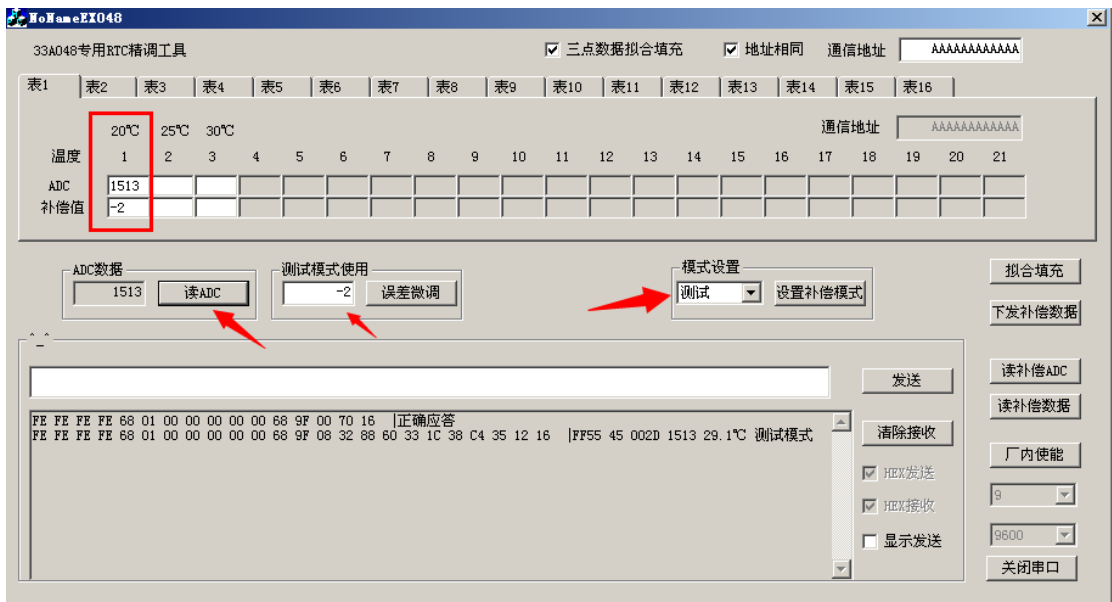 NoNameEX048
33A048专用RTC精调工具
三点数据拟合填充
地址相同
通信地址 AAAAAAAAAAAA
表1 表2 表3 表4 表5 表6 表7 表8 表9 表10 表11 表12 表13 表14 表15 表16
20℃ 25℃ 30℃
通信地址 AAAAAAAAAAAA
温度 1 2 3 4 5 6 7 8 9 10 11 12 13 14 15 16 17 18 19 20 21
ADC 1513
补偿值 -2
ADC数据
1513 读ADC
测试模式使用
-2 误差微调
模式设置
测试 设置补偿模式
拟合填充
下发补偿数据
^_^
发送
读补偿ADC
读补偿数据
FE FE FE FE 68 01 00 00 00 00 00 68 9F 00 70 16 |正确应答
FE FE FE FE 68 01 00 00 00 00 00 68 9F 08 32 88 60 33 1C 38 C4 35 12 16 |FF55 45 002D 1513 29.1℃ 测试模式
清除接收
HEX发送
HEX接收
显示发送
厂内使能
9
9600
关闭串口